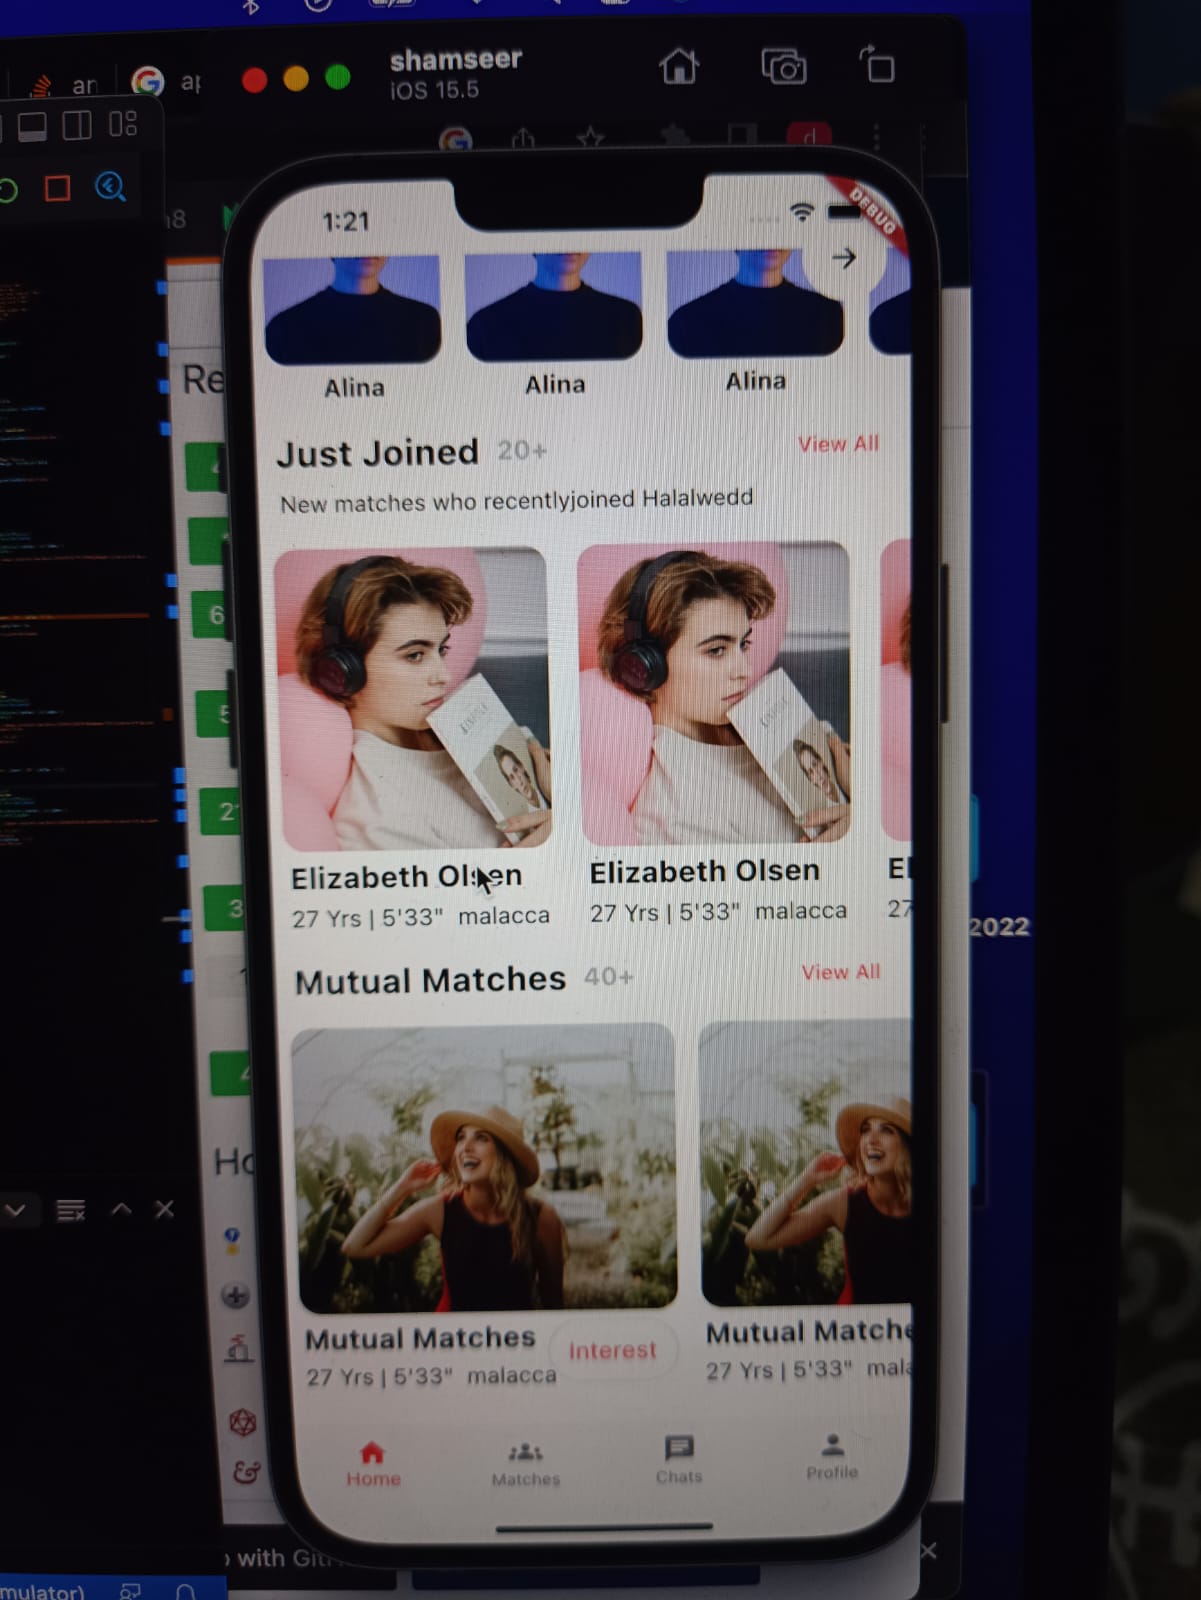 shamseer
iOS 15.5
an
1:21
DEBUG
Alina
Alina
Alina
Re
Just Joined 20+
View All
New matches who recentlyjoined Halalwedd
6
5
2
3
Elizabeth Olsen
Elizabeth Olsen
El
27 Yrs | 5'33" malacca
27 Yrs | 5'33" malacca
27
2022
Mutual Matches 40+
View All
Ho
Mutual Matches
Interest
Mutual Matche
27 Yrs | 5'33" malacca
27 Yrs | 5'33" mala
Home
Matches
Chats
Profile
with Git
mulator)